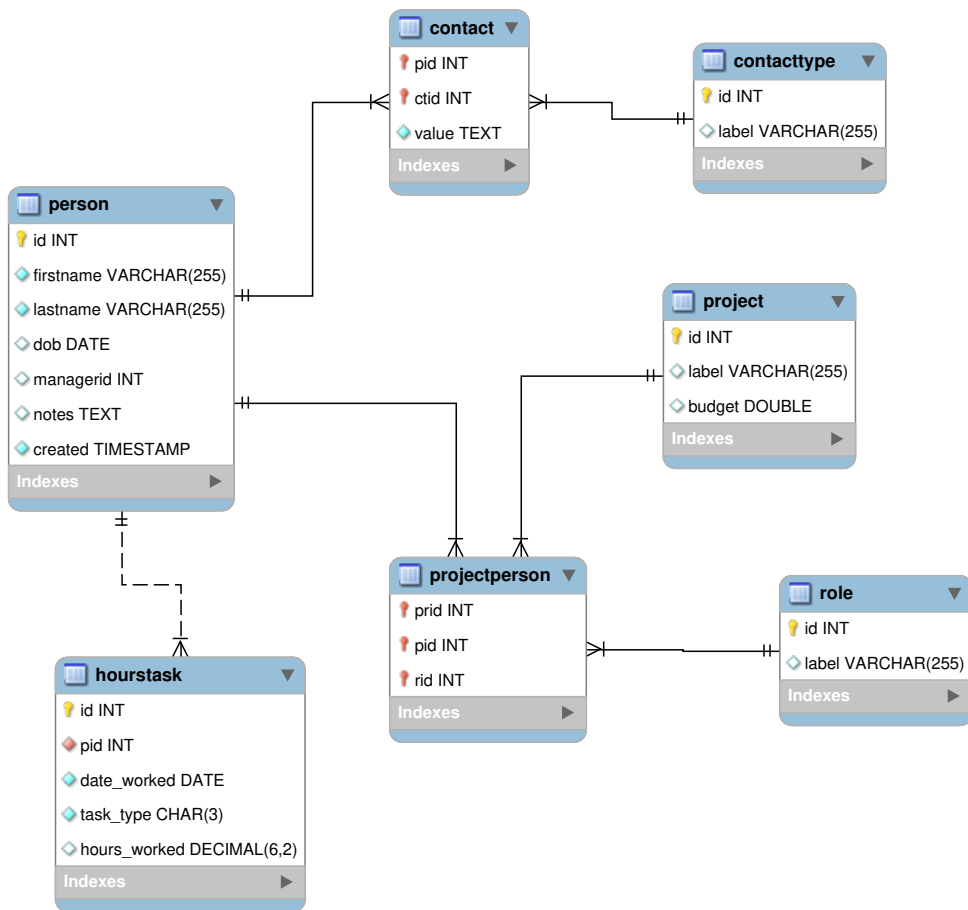 contact
pid INT
ctid INT
value TEXT
Indexes
contacttype
id INT
label VARCHAR(255)
Indexes
person
id INT
firstname VARCHAR(255)
lastname VARCHAR(255)
dob DATE
managerid INT
notes TEXT
created TIMESTAMP
Indexes
project
id INT
label VARCHAR(255)
budget DOUBLE
Indexes
projectperson
prid INT
pid INT
rid INT
Indexes
role
id INT
label VARCHAR(255)
Indexes
hourstask
id INT
pid INT
date_worked DATE
task_type CHAR(3)
hours_worked DECIMAL(6,2)
Indexes